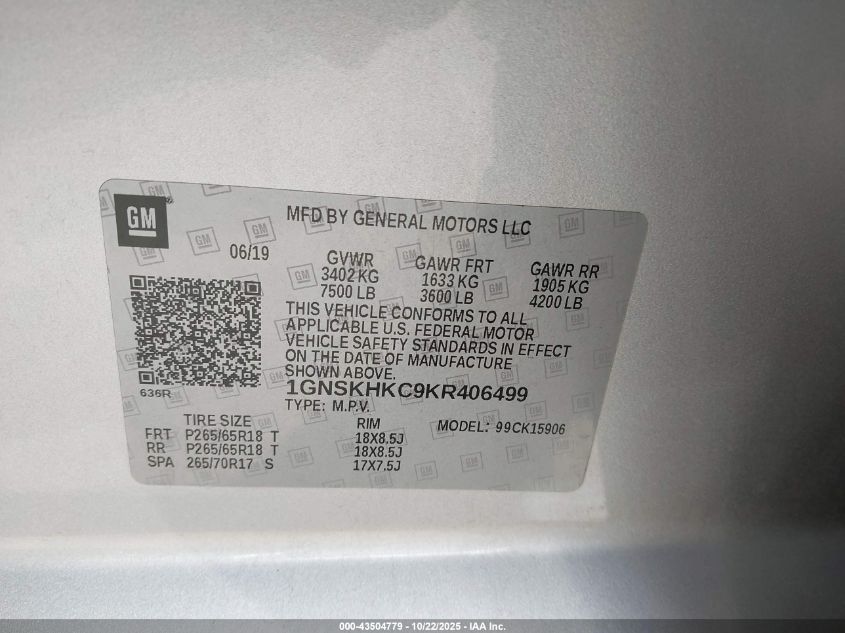 GM
MFD BY GENERAL MOTORS LLC
06/19
GVWR GAWR FRT GAWR RR
3402 KG 1633 KG 1905 KG
7500 LB 3600 LB 4200 LB
THIS VEHICLE CONFORMS TO ALL
APPLICABLE U.S. FEDERAL MOTOR
VEHICLE SAFETY STANDARDS IN EFFECT
ON THE DATE OF MANUFACTURE
SHOWN ABOVE.
636R
1GNSKHKC9KR406499
TYPE: M.P.V.
TIRE SIZE RIM MODEL: 99CK15906
FRT P265/65R18 T 18X8.5J
RR P265/65R18 T 18X8.5J
SPA 265/70R17 S 17X7.5J
000-43504779 - 10/22/2025 - IAA Inc.